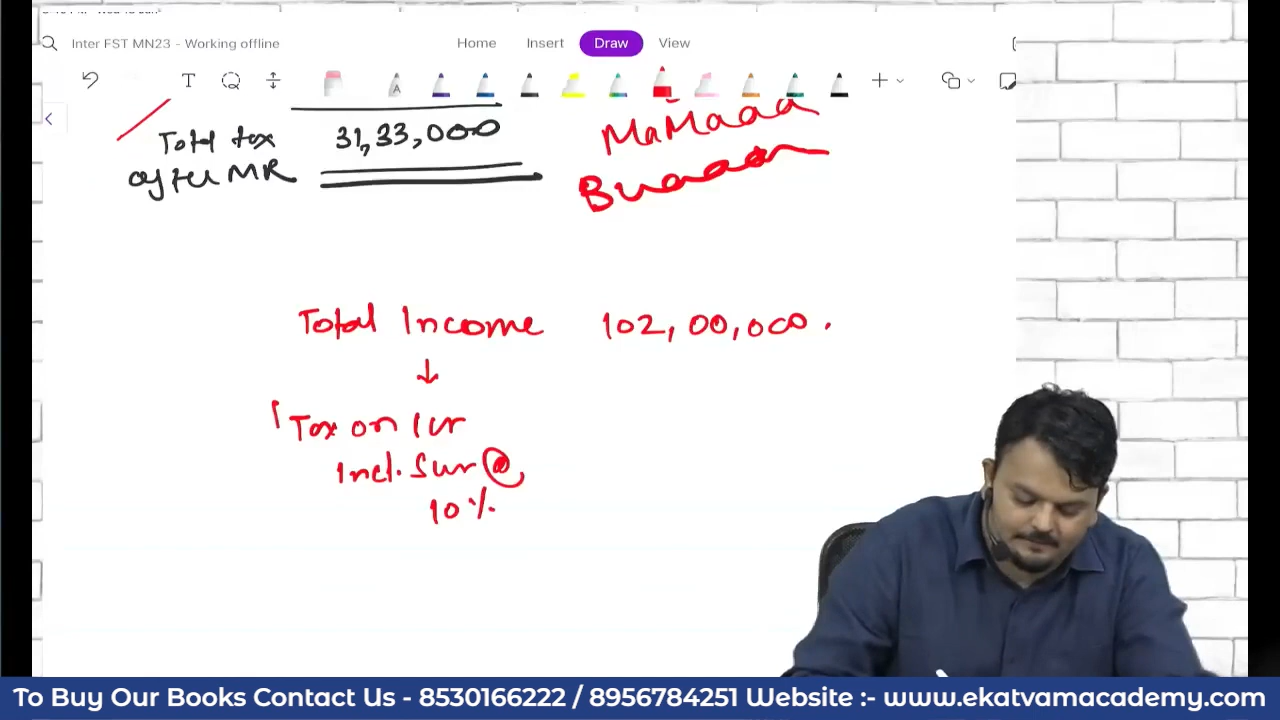 Inter FST MN23 - Working offline
Home Insert Draw View
T A
Total tax 31,33,000
after MR
Total Income 102,00,000.
↓
Tax on 1cr
Incl. Sur @
10%
To Buy Our Books Contact Us - 8530166222 / 8956784251 Website :- www.ekatvamacademy.com